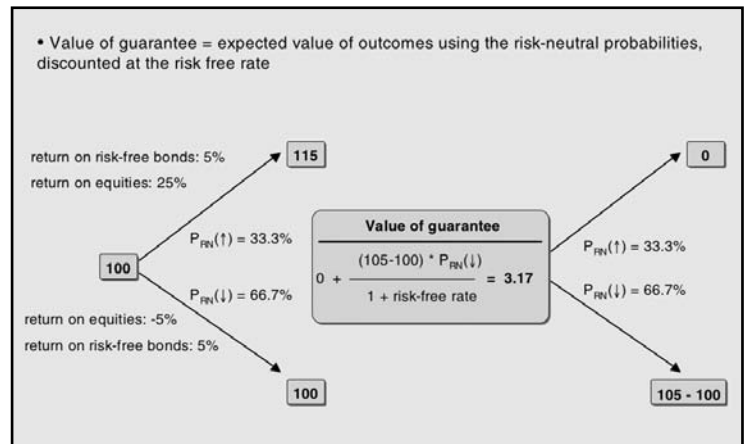 • Value of guarantee = expected value of outcomes using the risk-neutral probabilities,
discounted at the risk free rate
return on risk-free bonds: 5%
return on equities: 25%
115
0
Value of guarantee
P_RN(↑) = 33.3%
(105-100) * P_RN(↓)
0 + = 3.17
1 + risk-free rate
P_RN(↑) = 33.3%
100
P_RN(↓) = 66.7%
P_RN(↓) = 66.7%
return on equities: -5%
return on risk-free bonds: 5%
100
105 - 100